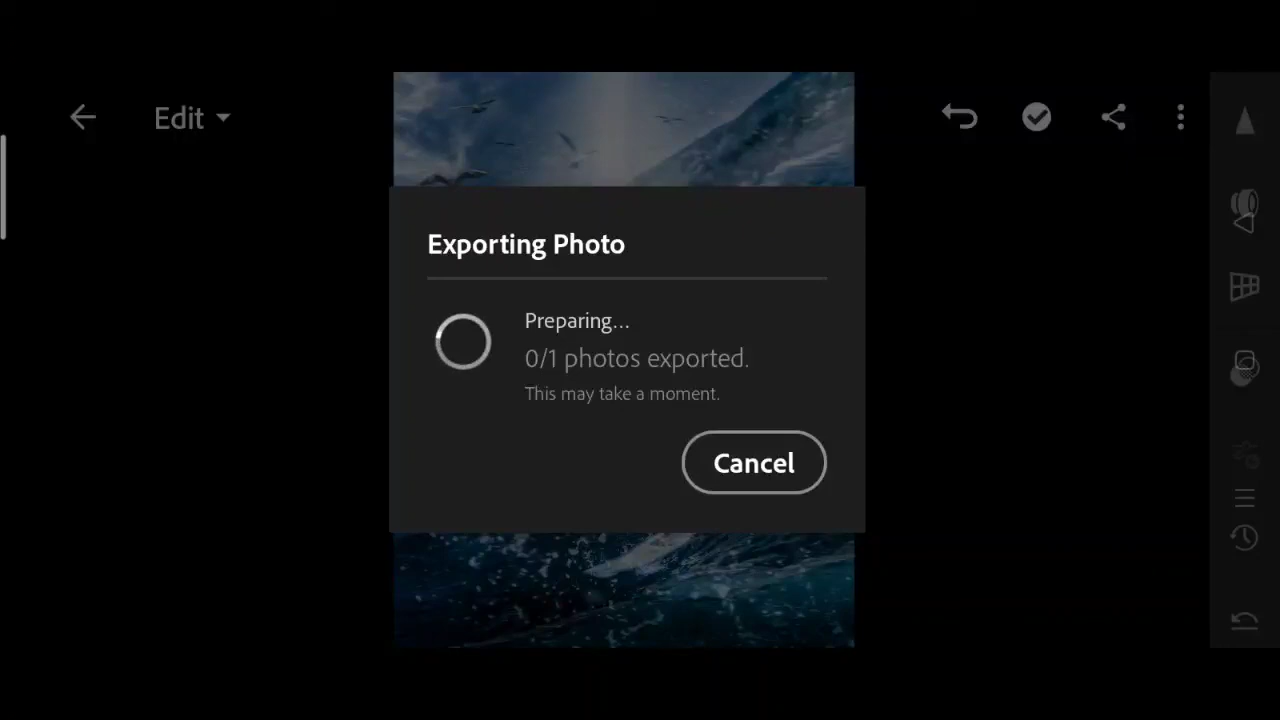 Edit
Exporting Photo
Preparing...
0/1 photos exported.
This may take a moment.
Cancel